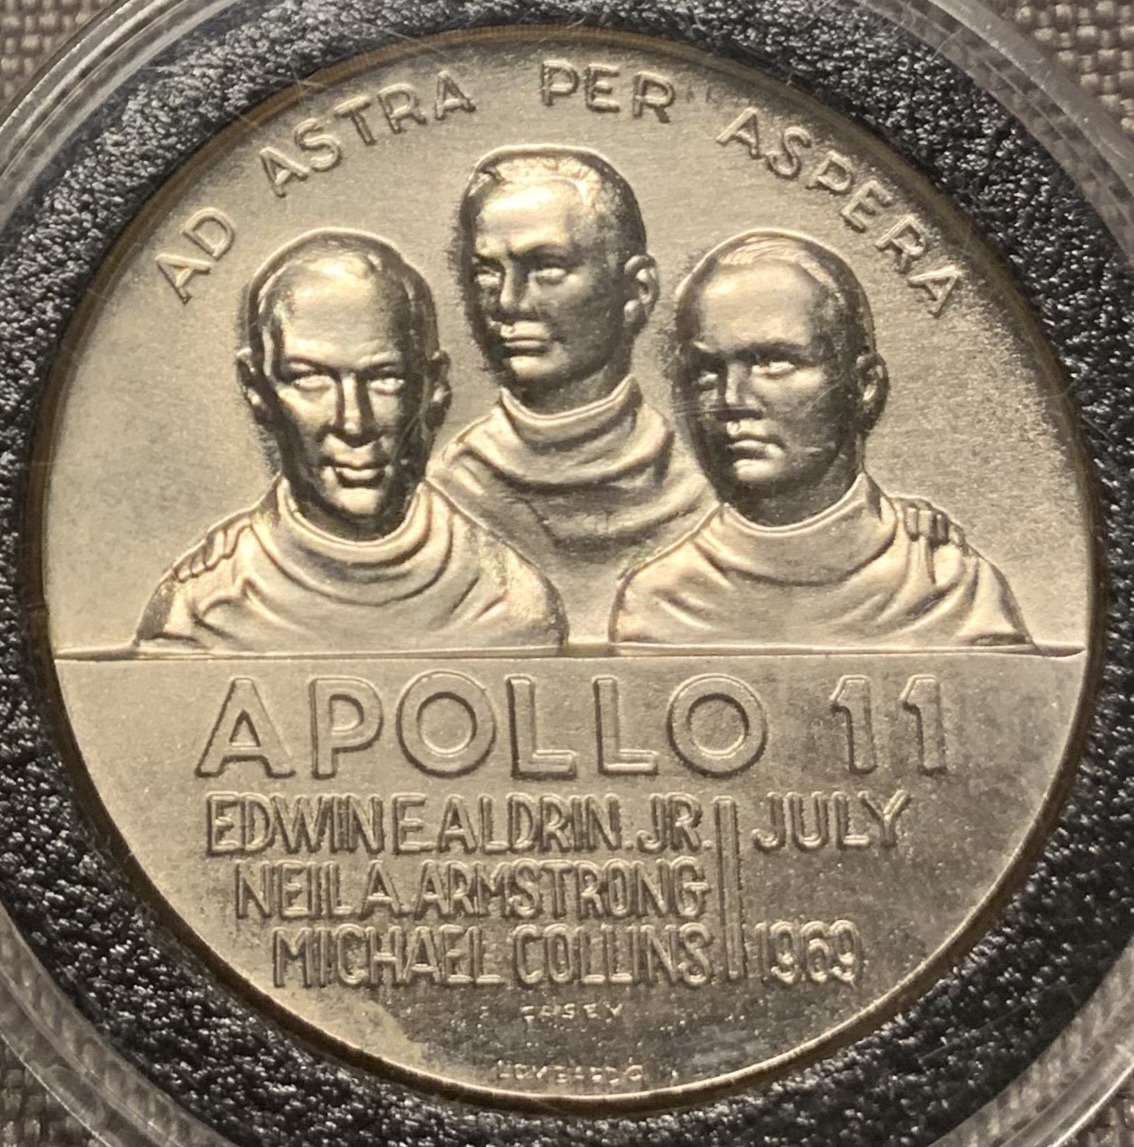 AD ASTRA PER ASPERA
APOLLO 11
EDWIN E ALDRIN. JR. JULY
NEIL A. ARMSTRONG
MICHAEL COLLINS 1969